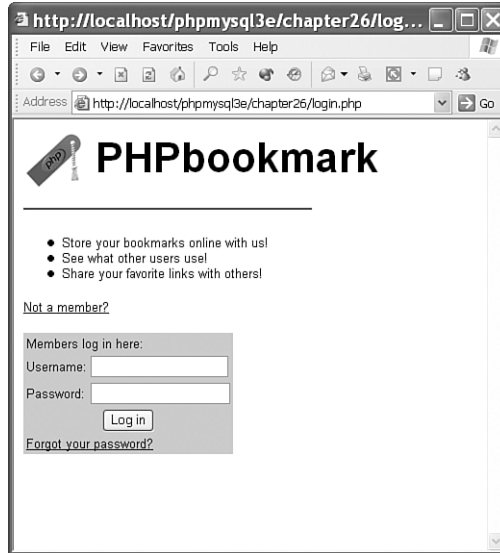 http://localhost/phpmysql3e/chapter26/log...
File Edit View Favorites Tools Help
Address http://localhost/phpmysql3e/chapter26/login.php Go
php
PHPbookmark
Store your bookmarks online with us!
See what other users use!
Share your favorite links with others!
Not a member?
Members log in here:
Username:
Password:
Log in
Forgot your password?